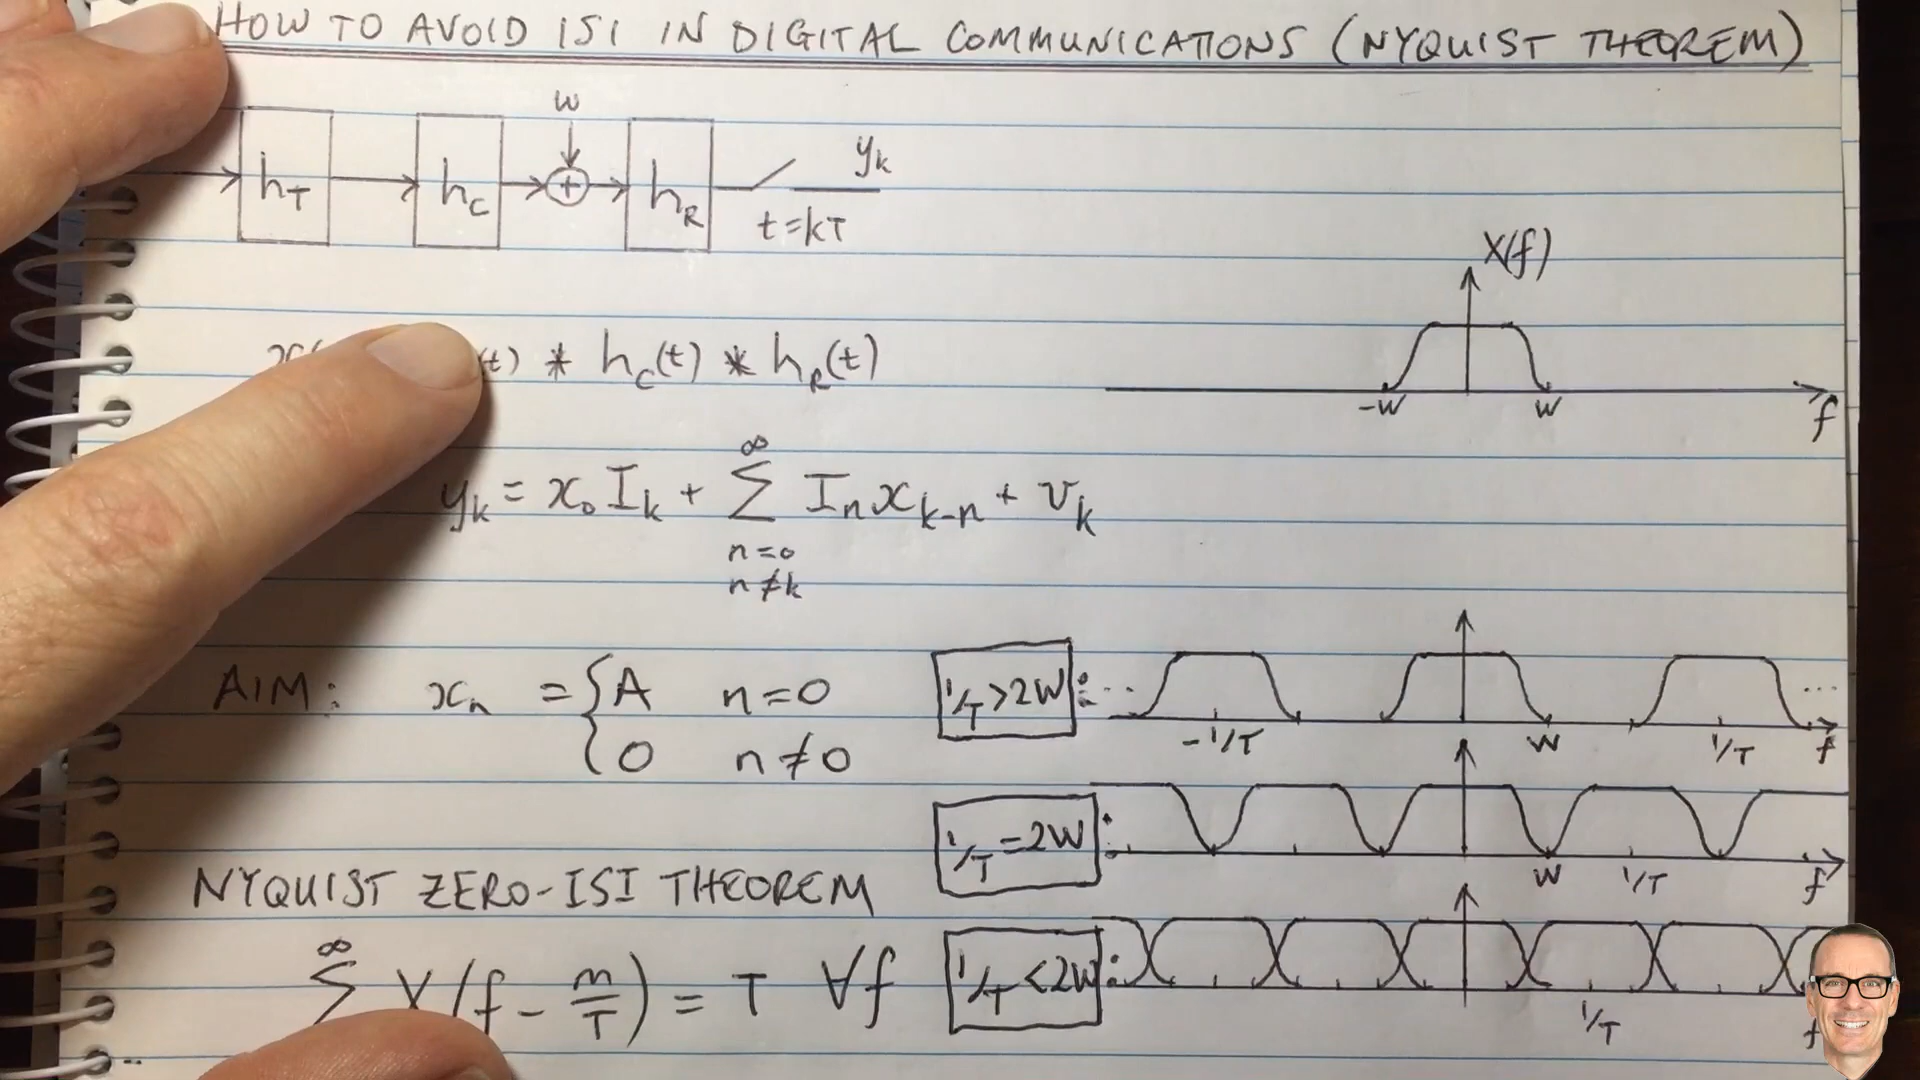 HOW TO AVOID ISI IN DIGITAL COMMUNICATIONS (NYQUIST THEOREM)
w
h_T h_C + h_R y_k
t=kT
X(f)
-W W f
(t) * h_C(t) * h_R(t)
y_k = x_0 I_k + ∑_{n=0, n≠k}^{∞} I_n x_{k-n} + v_k
AIM: x_n = { A n=0
0 n≠0
1/T > 2W : ...  ...
-1/T W 1/T f
1/T = 2W :
W 1/T f
NYQUIST ZERO-ISI THEOREM
∑^{∞} X(f - m/T) = T ∀f
1/T < 2W :
1/T f